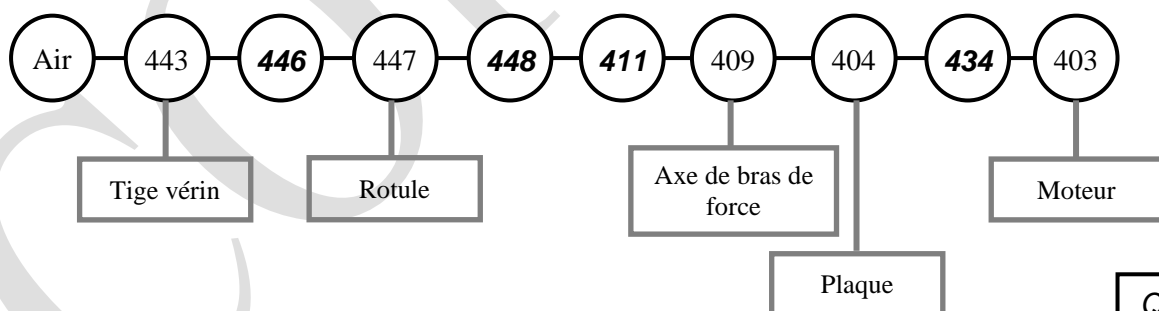 Air 443 446 447 448 411 409 404 434 403
Tige vérin
Rotule
Axe de bras de
force
Moteur
Plaque